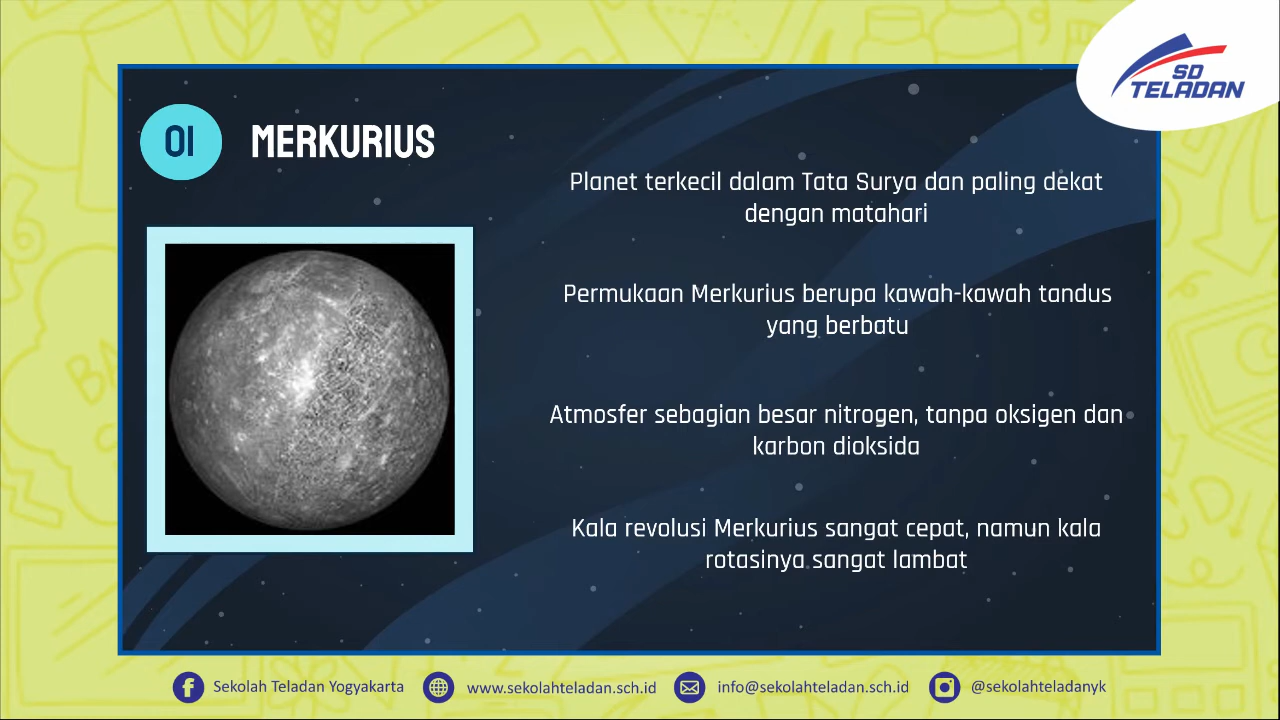 SD
TELADAN
01
MERKURIUS
Planet terkecil dalam Tata Surya dan paling dekat
dengan matahari
Permukaan Merkurius berupa kawah-kawah tandus
yang berbatu
Atmosfer sebagian besar nitrogen, tanpa oksigen dan
karbon dioksida
Kala revolusi Merkurius sangat cepat, namun kala
rotasinya sangat lambat
Sekolah Teladan Yogyakarta
www.sekolahteladan.sch.id
info@sekolahteladan.sch.id
@sekolahteladanyk